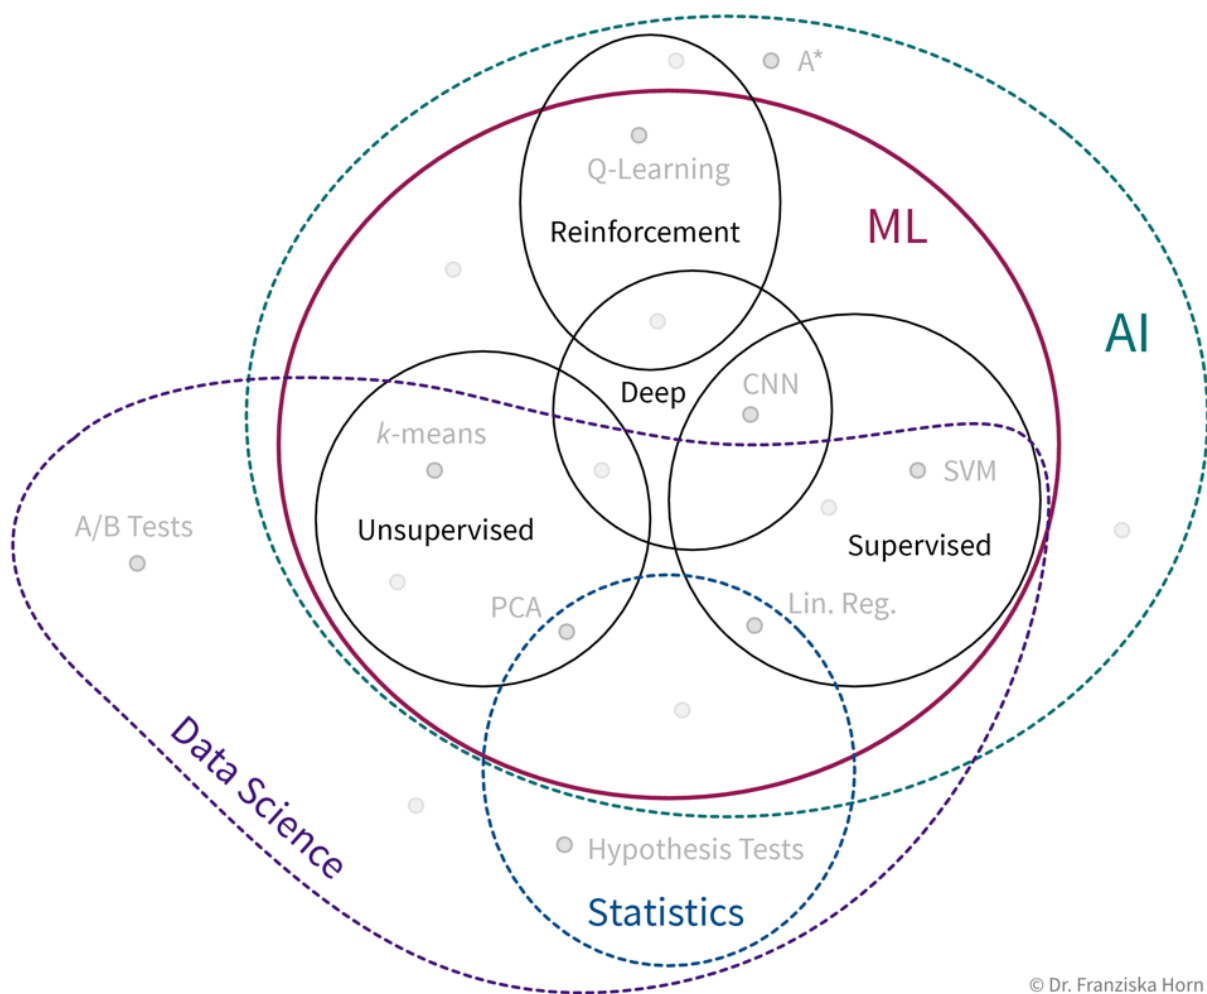 A*
Q-Learning
Reinforcement
ML
AI
Deep
CNN
k-means
SVM
A/B Tests
Unsupervised
Supervised
PCA
Lin. Reg.
Data Science
Hypothesis Tests
Statistics
© Dr. Franziska Horn